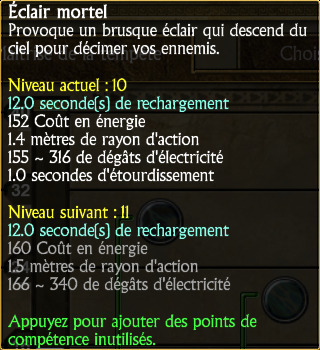 Éclair mortel
Provoque un brusque éclair qui descend du
ciel pour décimer vos ennemis.
Niveau actuel : 10
12.0 seconde(s) de rechargement
152 Coût en énergie
1.4 mètres de rayon d'action
155 ~ 316 de dégâts d'électricité
1.0 secondes d'étourdissement
32
Niveau suivant : 11
12.0 seconde(s) de rechargement
160 Coût en énergie
1.5 mètres de rayon d'action
166 ~ 340 de dégâts d'électricité
Appuyez pour ajouter des points de
compétence inutilisés.